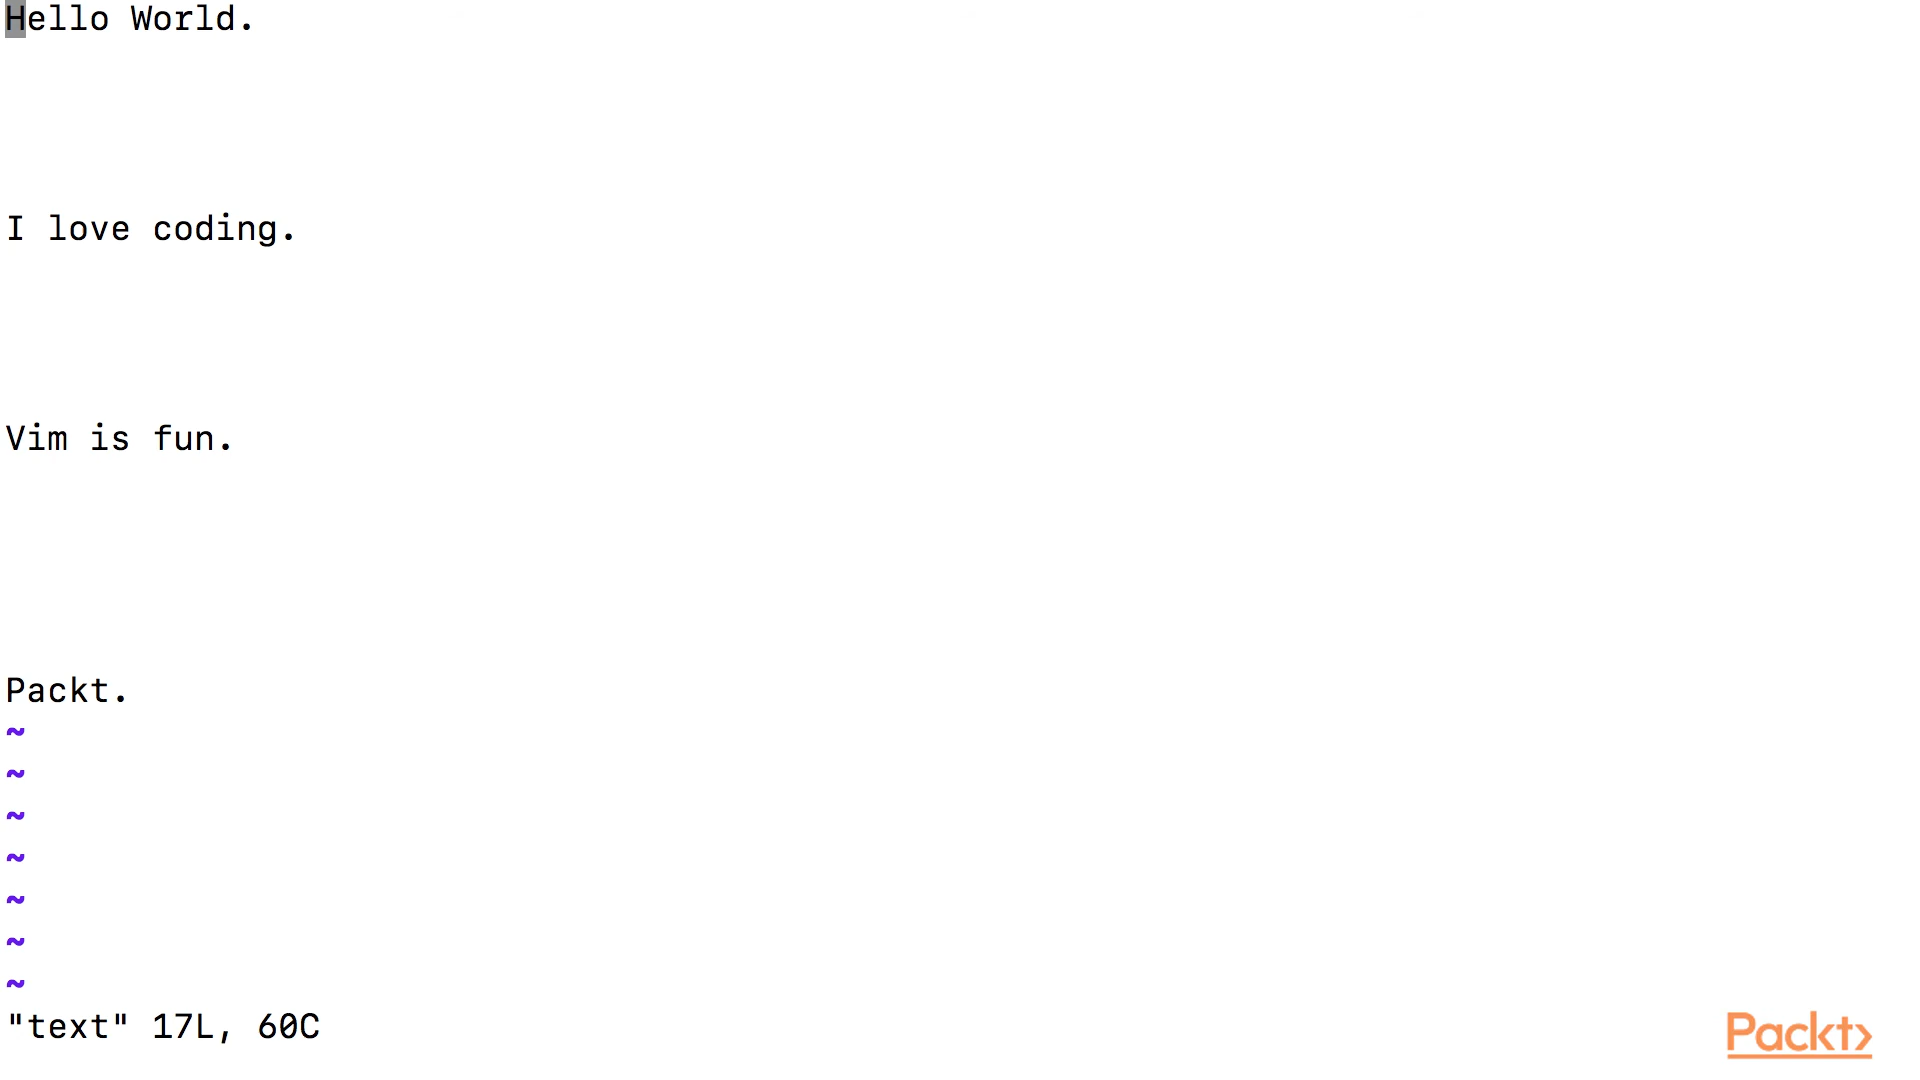 Hello World.
I love coding.
Vim is fun.
Packt.
~
~
~
~
~
~
~
"text" 17L, 60C
Packt>